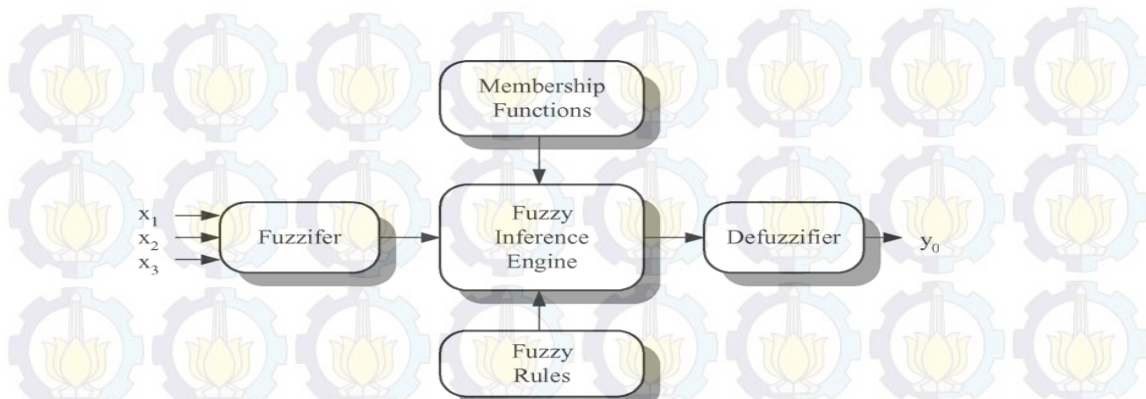 Membership
Functions
x1
x2
x3
Fuzzifer
Fuzzy
Inference
Engine
Defuzzifier
y0
Fuzzy
Rules